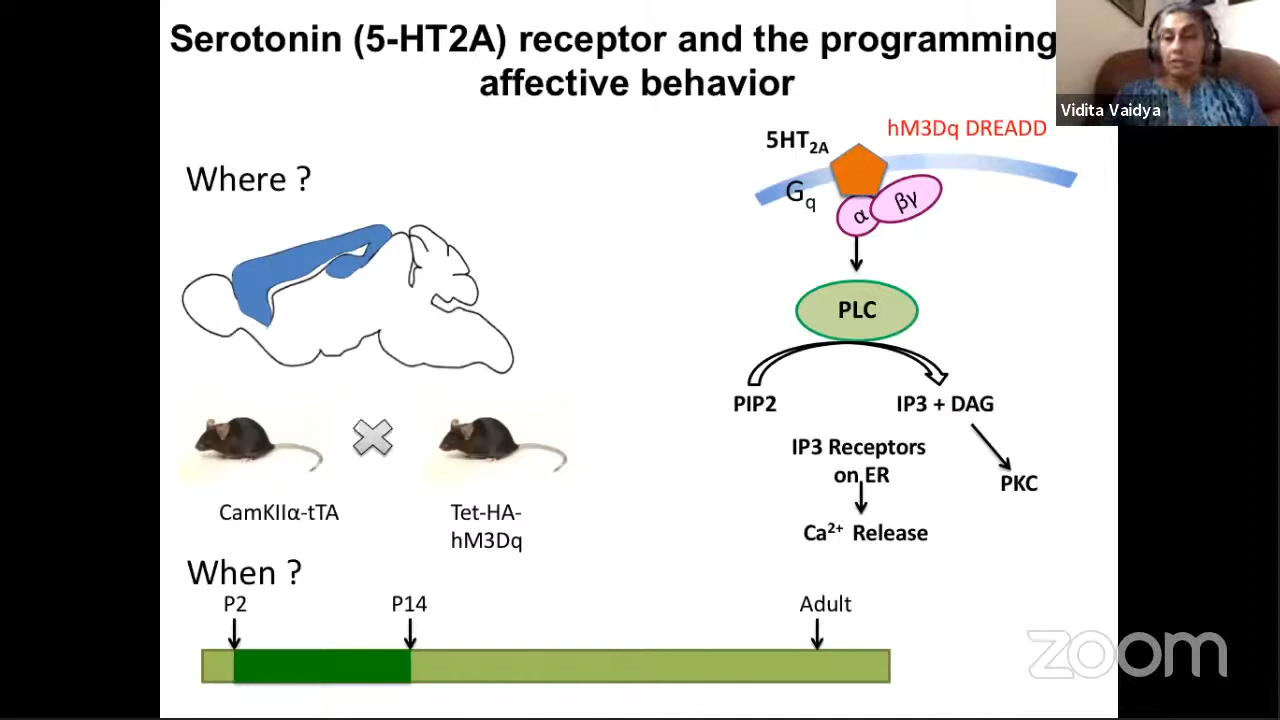 Serotonin (5-HT2A) receptor and the programming
affective behavior
Vidita Vaidya
Where ?
CamKIIα-tTA
Tet-HA-
hM3Dq
When ?
P2
P14
Adult
5HT2A
hM3Dq DREADD
Gq
α
βγ
PLC
PIP2
IP3 + DAG
IP3 Receptors
on ER
PKC
Ca²⁺ Release
zoom